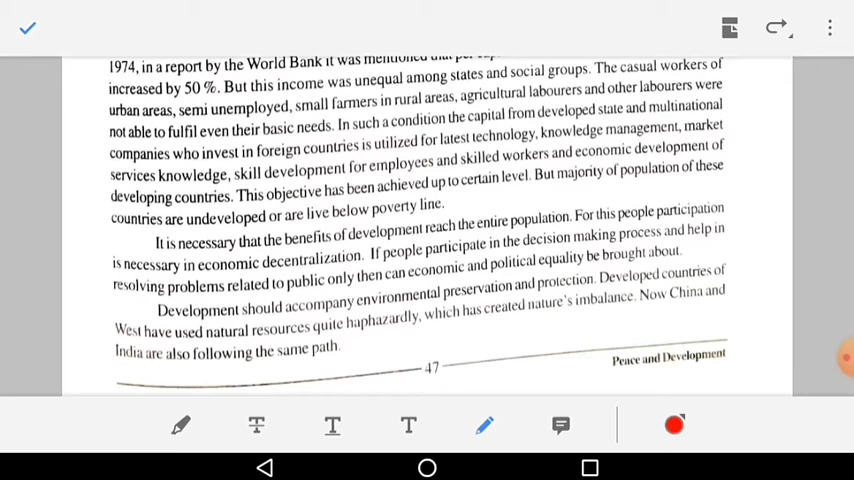 1974, in a report by the World Bank it was mentioned that per
increased by 50 %. But this income was unequal among states and social groups. The casual workers of
urban areas, semi unemployed, small farmers in rural areas, agricultural labourers and other labourers were
not able to fulfil even their basic needs. In such a condition the capital from developed state and multinational
companies who invest in foreign countries is utilized for latest technology, knowledge management, market
services knowledge, skill development for employees and skilled workers and economic development of
developing countries. This objective has been achieved up to certain level. But majority of population of these
countries are undeveloped or are live below poverty line.
It is necessary that the benefits of development reach the entire population. For this people participation
is necessary in economic decentralization. If people participate in the decision making process and help in
resolving problems related to public only then can economic and political equality be brought about.
Development should accompany environmental preservation and protection. Developed countries of
West have used natural resources quite haphazardly, which has created nature's imbalance. Now China and
India are also following the same path.
47
Peace and Development
T T T